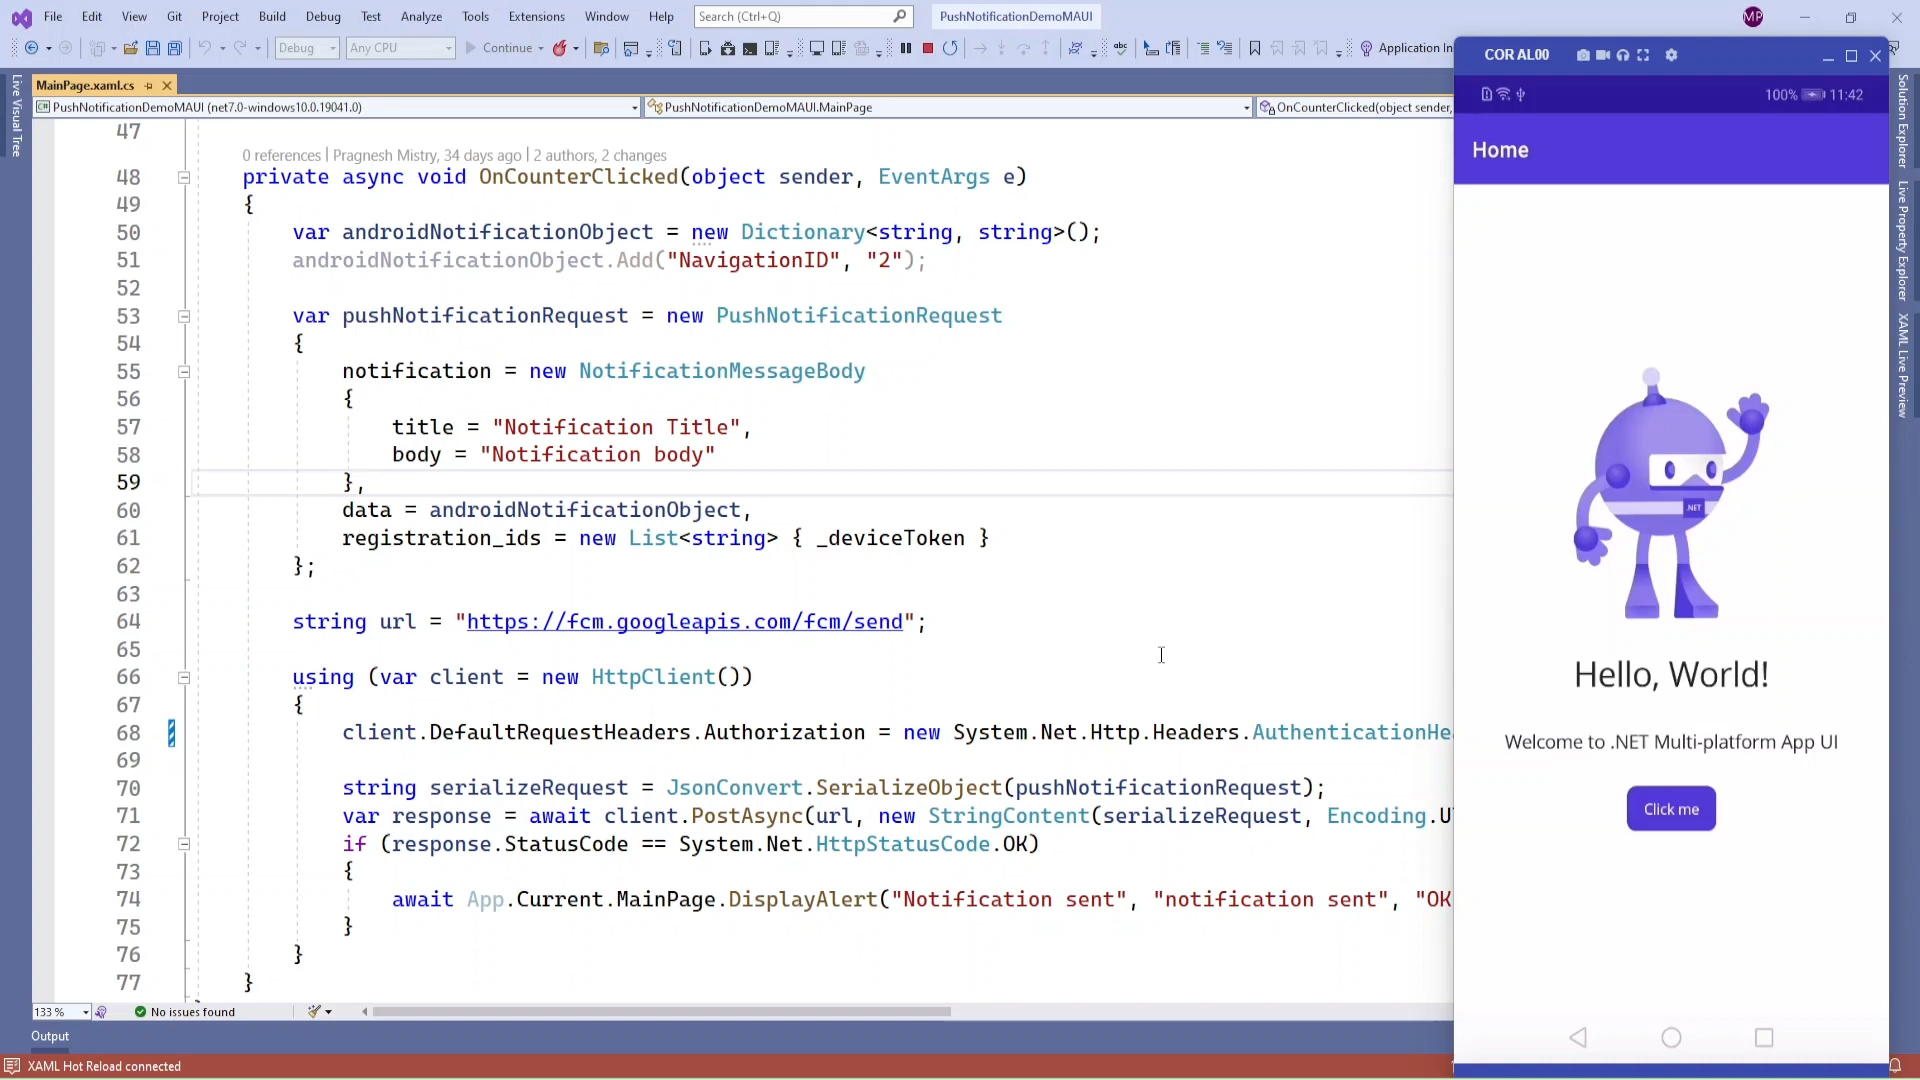 File Edit View Git Project Build Debug Test Analyze Tools Extensions Window Help Search (Ctrl+Q) PushNotificationDemoMAUI MP
Debug Any CPU Continue Application In
MainPage.xaml.cs
PushNotificationDemoMAUI (net7.0-windows10.0.19041.0) PushNotificationDemoMAUI.MainPage OnCounterClicked(object sender,
Live Visual Tree
47
0 references | Pragnesh Mistry, 34 days ago | 2 authors, 2 changes
48 private async void OnCounterClicked(object sender, EventArgs e)
49 {
50 var androidNotificationObject = new Dictionary<string, string>();
51 androidNotificationObject.Add("NavigationID", "2");
52
53 var pushNotificationRequest = new PushNotificationRequest
54 {
55 notification = new NotificationMessageBody
56 {
57 title = "Notification Title",
58 body = "Notification body"
59 },
60 data = androidNotificationObject,
61 registration_ids = new List<string> { _deviceToken }
62 };
63
64 string url = "https://fcm.googleapis.com/fcm/send";
65
66 using (var client = new HttpClient())
67 {
68 client.DefaultRequestHeaders.Authorization = new System.Net.Http.Headers.AuthenticationHea
69
70 string serializeRequest = JsonConvert.SerializeObject(pushNotificationRequest);
71 var response = await client.PostAsync(url, new StringContent(serializeRequest, Encoding.U
72 if (response.StatusCode == System.Net.HttpStatusCode.OK)
73 {
74 await App.Current.MainPage.DisplayAlert("Notification sent", "notification sent", "OK
75 }
76 }
77 }
133 % No issues found
Output
XAML Hot Reload connected
COR AL00
100% 11:42
Home
.NET
Hello, World!
Welcome to .NET Multi-platform App UI
Click me
Solution Explorer
Live Property Explorer
XAML Live Preview